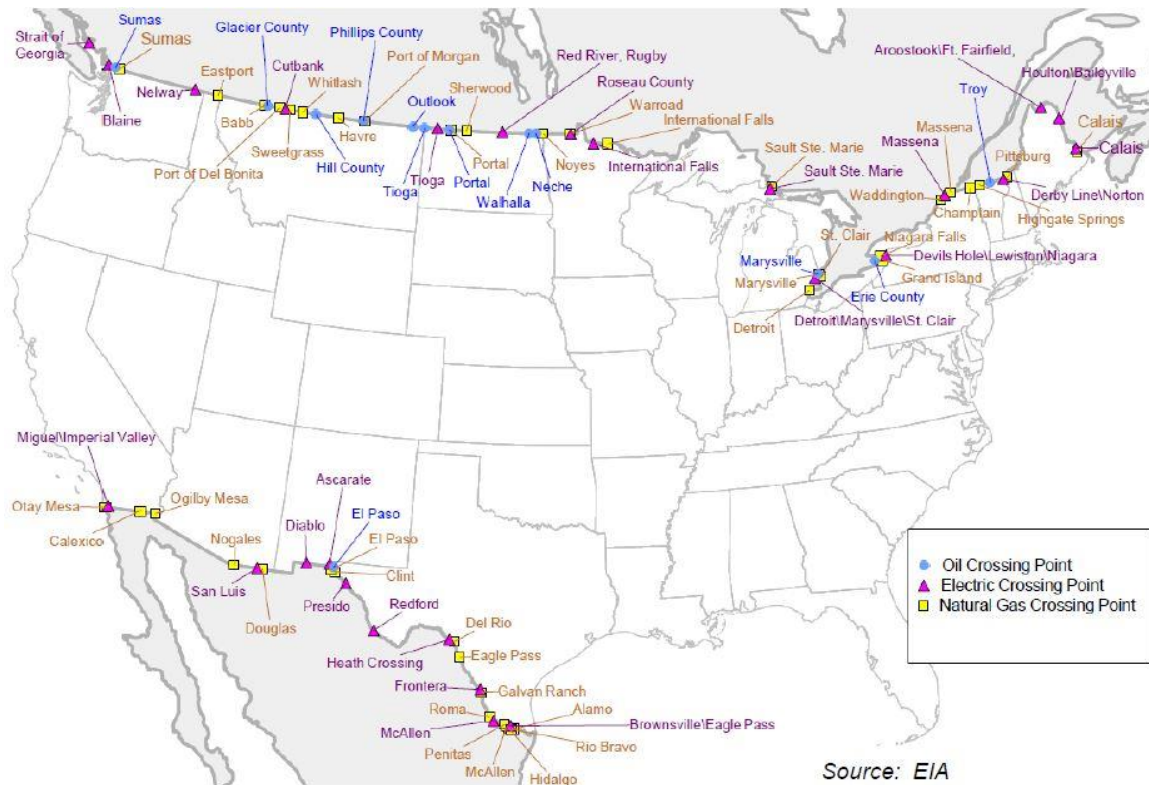 Strait of
Georgia
Sumas
Sumas
Blaine
Nelway
Eastport
Glacier County
Cutbank
Babb
Port of Del Bonita
Sweetgrass
Whitlash
Phillips County
Port of Morgan
Hill County
Havre
Outlook
Sherwood
Tioga
Tioga
Portal
Portal
Red River, Rugby
Roseau County
Warroad
International Falls
Walhalla
Neche
Noyes
International Falls
Sault Ste. Marie
Sault Ste. Marie
Aroostook\Ft. Fairfield,
Houlton\Baileyville
Troy
Massena
Massena
Calais
Calais
Pittsburg
Waddington
Derby Line\Norton
Champlain
Highgate Springs
St. Clair
Niagara Falls
Marysville
Devils Hole\Lewiston\Niagara
Marysville
Grand Island
Erie County
Detroit
Detroit\Marysville\St. Clair
Miguel\Imperial Valley
Otay Mesa
Ogilby Mesa
Calexico
Nogales
San Luis
Douglas
Diablo
Ascarate
El Paso
El Paso
Clint
Presido
Redford
Del Rio
Heath Crossing
Eagle Pass
Frontera
Galvan Ranch
Roma
Alamo
McAllen
Brownsville\Eagle Pass
Penitas
Rio Bravo
McAllen
Hidalgo
Oil Crossing Point
Electric Crossing Point
Natural Gas Crossing Point
Source: EIA